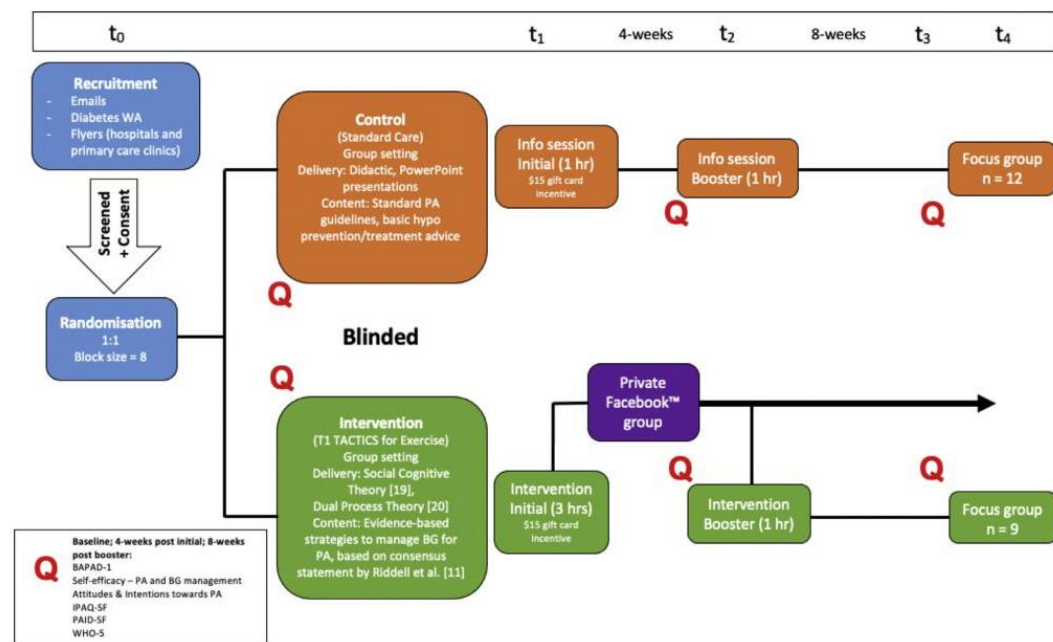 t0
t1
4-weeks
t2
8-weeks
t3
t4
Recruitment
- Emails
- Diabetes WA
- Flyers (hospitals and
primary care clinics)
Screened
+ Consent
Randomisation
1:1
Block size = 8
Control
(Standard Care)
Group setting
Delivery: Didactic, PowerPoint
presentations
Content: Standard PA
guidelines, basic hypo
prevention/treatment advice
Q
Info session
Initial (1 hr)
$15 gift card
incentive
Info session
Booster (1 hr)
Q
Focus group
n = 12
Q
Blinded
Q
Intervention
(T1 TACTICS for Exercise)
Group setting
Delivery: Social Cognitive
Theory [19],
Dual Process Theory [20]
Content: Evidence-based
strategies to manage BG for
PA, based on consensus
statement by Riddell et al. [11]
Private
Facebook™
group
Intervention
Initial (3 hrs)
$15 gift card
incentive
Q
Intervention
Booster (1 hr)
Q
Focus group
n = 9
Q
Baseline; 4-weeks post initial; 8-weeks
post booster:
BAPAD-1
Self-efficacy – PA and BG management
Attitudes & Intentions towards PA
IPAQ-SF
PAID-SF
WHO-5